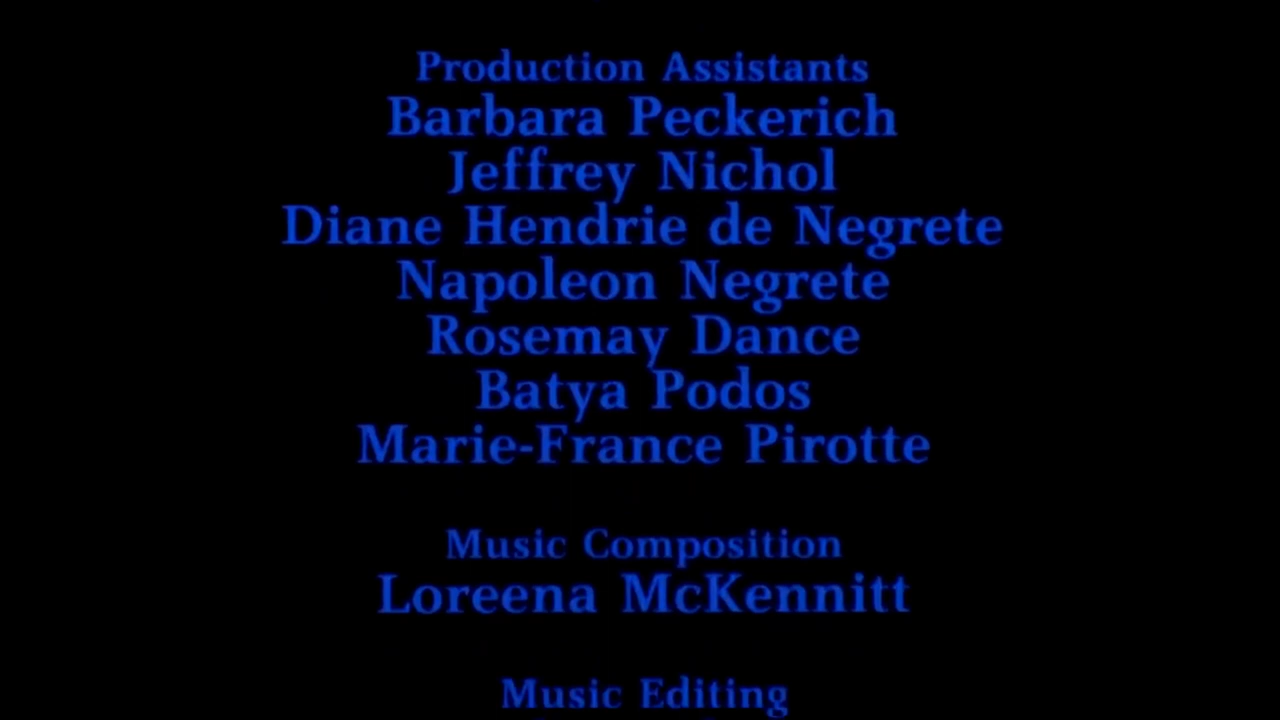 Production Assistants
Barbara Peckerich
Jeffrey Nichol
Diane Hendrie de Negrete
Napoleon Negrete
Rosemay Dance
Batya Podos
Marie-France Pirotte
Music Composition
Loreena McKennitt
Music Editing